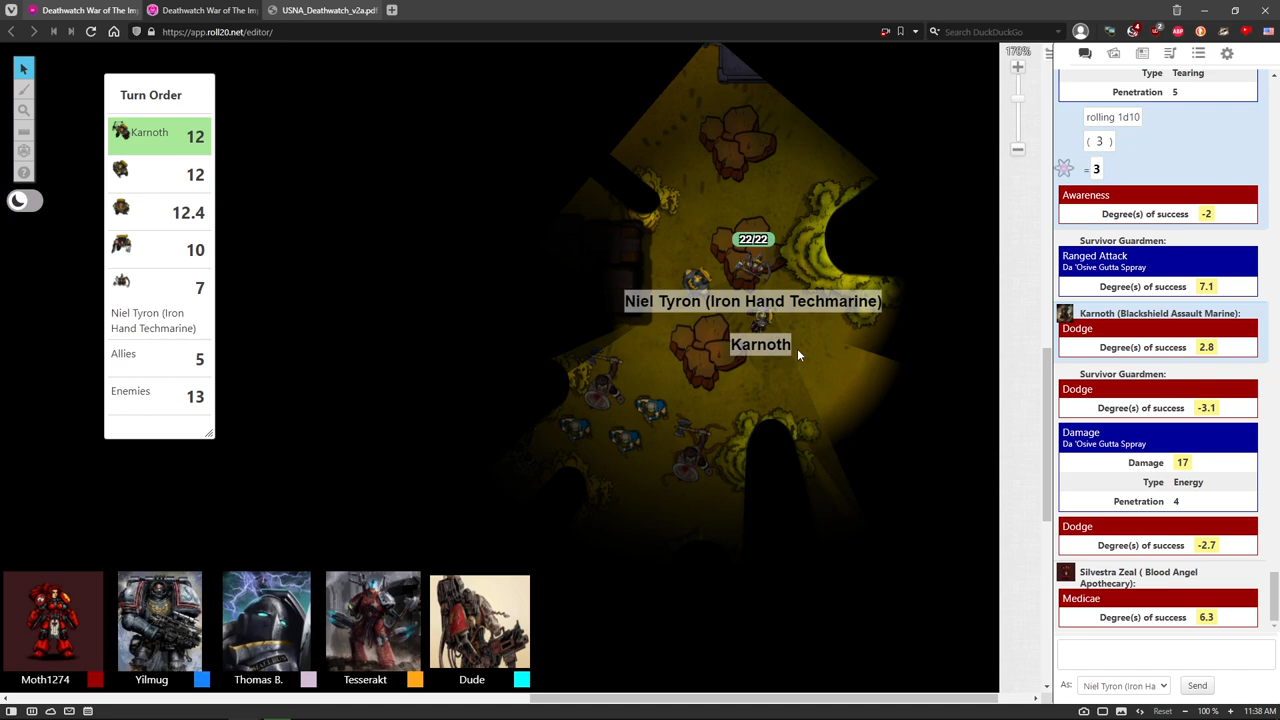 Deathwatch War of The Im
Deathwatch War of The Im
USNA_Deathwatch_v2a.pdf
https://app.roll20.net/editor/
Search DuckDuckGo
Turn Order
Karnoth 12
12
12.4
10
7
Niel Tyron (Iron
Hand Techmarine)
Allies 5
Enemies 13
22/22
Niel Tyron (Iron Hand Techmarine)
Karnoth
170%
Moth1274
Yilmug
Thomas B.
Tesserakt
Dude
Type Tearing
Penetration 5
rolling 1d10
( 3 )
= 3
Awareness
Degree(s) of success -2
Survivor Guardmen:
Ranged Attack
Da 'Osive Gutta Sppray
Degree(s) of success 7.1
Karnoth (Blackshield Assault Marine):
Dodge
Degree(s) of success 2.8
Survivor Guardmen:
Dodge
Degree(s) of success -3.1
Damage
Da 'Osive Gutta Sppray
Damage 17
Type Energy
Penetration 4
Dodge
Degree(s) of success -2.7
Silvestra Zeal ( Blood Angel
Apothecary):
Medicae
Degree(s) of success 6.3
As: Niel Tyron (Iron Ha
Send
Reset
100 %
11:38 AM